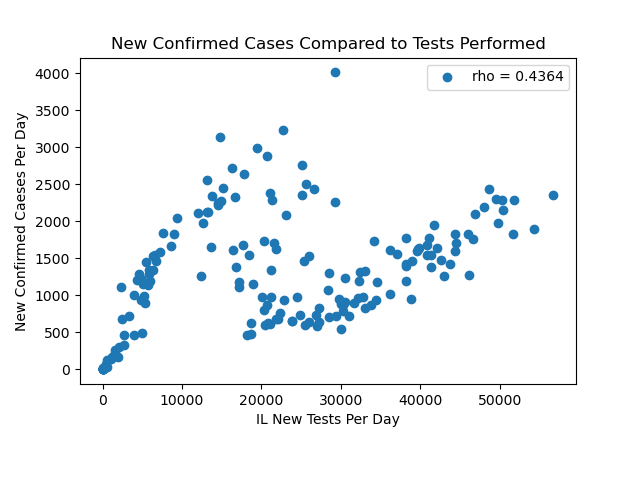 New Confirmed Cases Compared to Tests Performed
rho = 0.4364
New Confirmed Caeses Per Day
4000
3500
3000
2500
2000
1500
1000
500
0
0 10000 20000 30000 40000 50000
IL New Tests Per Day